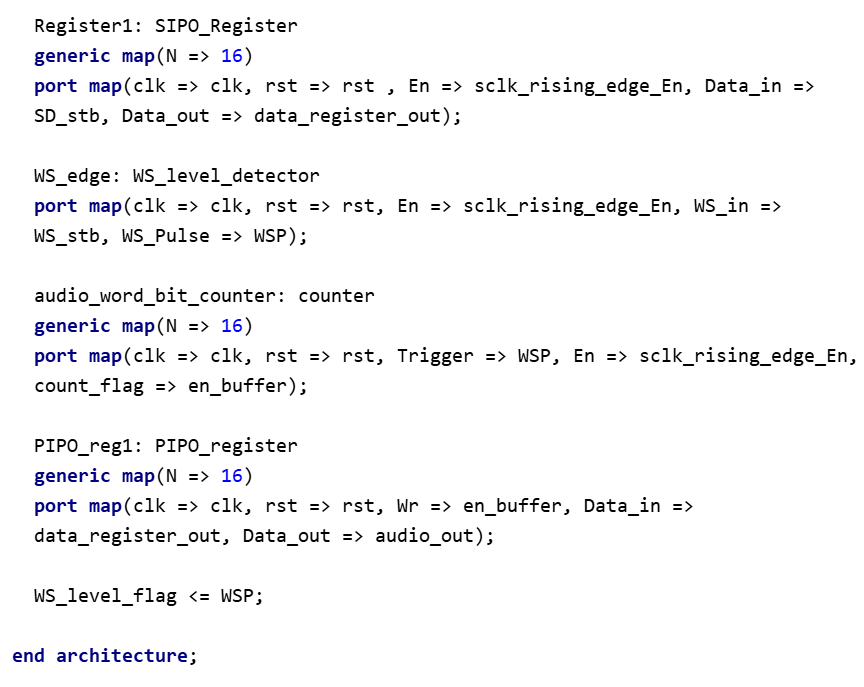 Register1: SIPO_Register
generic map(N => 16)
port map(clk => clk, rst => rst , En => sclk_rising_edge_En, Data_in =>
SD_stb, Data_out => data_register_out);
WS_edge: WS_level_detector
port map(clk => clk, rst => rst, En => sclk_rising_edge_En, WS_in =>
WS_stb, WS_Pulse => WSP);
audio_word_bit_counter: counter
generic map(N => 16)
port map(clk => clk, rst => rst, Trigger => WSP, En => sclk_rising_edge_En,
count_flag => en_buffer);
PIPO_reg1: PIPO_register
generic map(N => 16)
port map(clk => clk, rst => rst, Wr => en_buffer, Data_in =>
data_register_out, Data_out => audio_out);
WS_level_flag <= WSP;
end architecture;